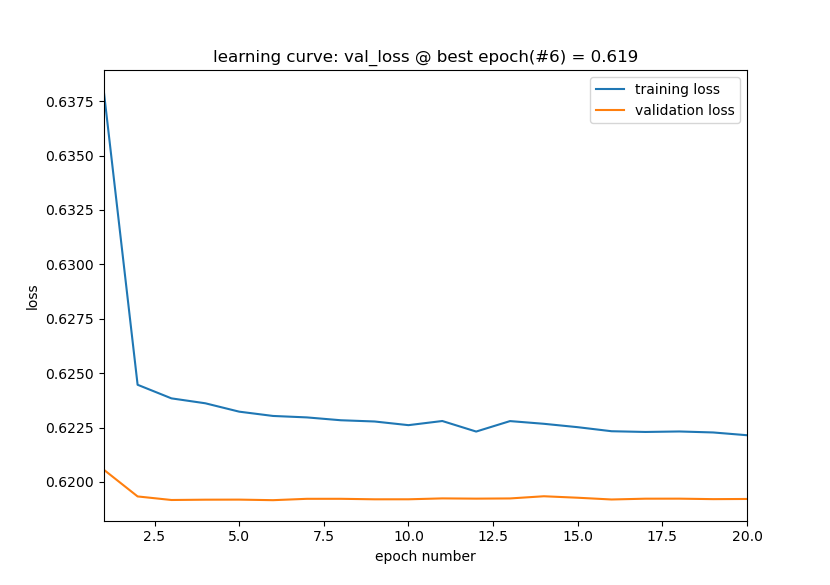 learning curve: val_loss @ best epoch(#6) = 0.619
training loss
validation loss
0.6375
0.6350
0.6325
0.6300
0.6275
0.6250
0.6225
0.6200
loss
2.5 5.0 7.5 10.0 12.5 15.0 17.5 20.0
epoch number